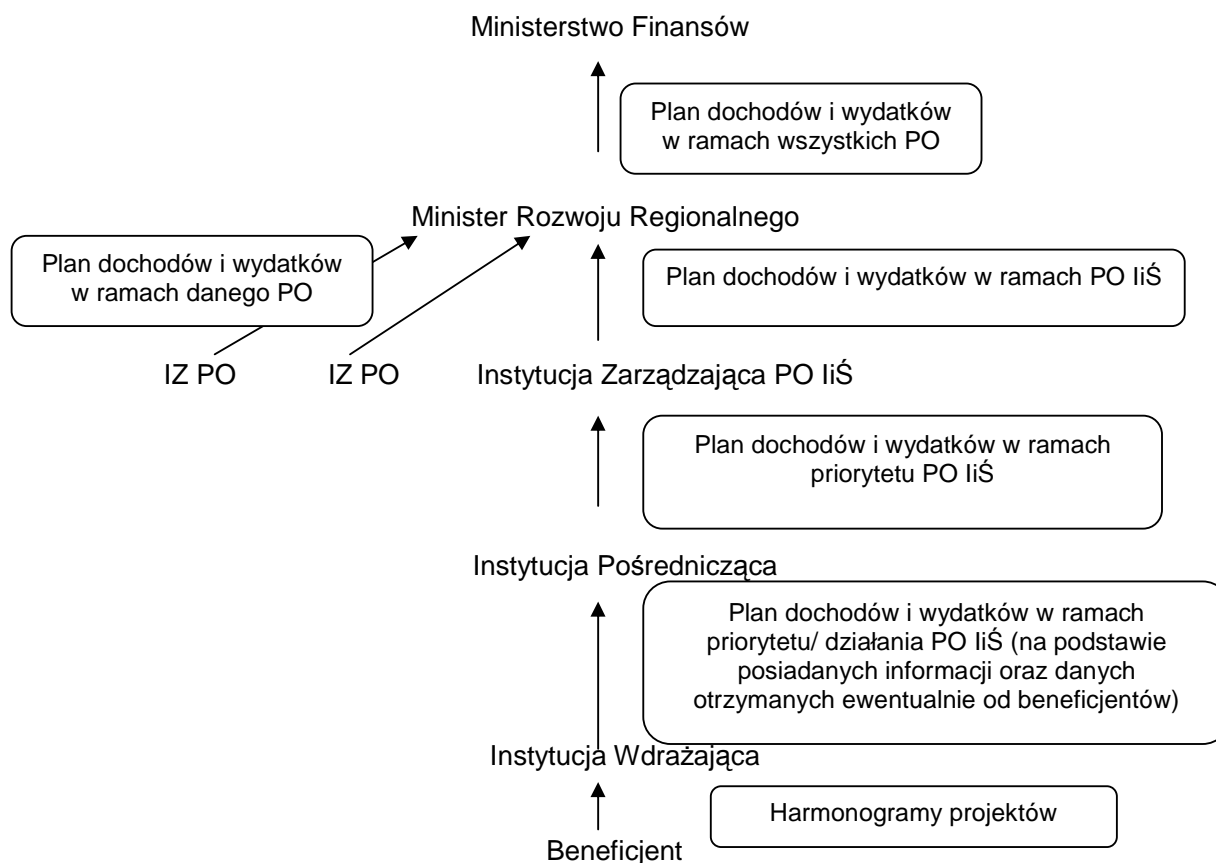 Ministerstwo Finansów
Plan dochodów i wydatków
w ramach wszystkich PO
Minister Rozwoju Regionalnego
Plan dochodów i wydatków
w ramach danego PO
Plan dochodów i wydatków w ramach PO IiŚ
IZ PO
IZ PO
Instytucja Zarządzająca PO IiŚ
Plan dochodów i wydatków w ramach
priorytetu PO IiŚ
Instytucja Pośrednicząca
Plan dochodów i wydatków w ramach
priorytetu/ działania PO IiŚ (na podstawie
posiadanych informacji oraz danych
otrzymanych ewentualnie od beneficjentów)
Instytucja Wdrażająca
Harmonogramy projektów
Beneficjent